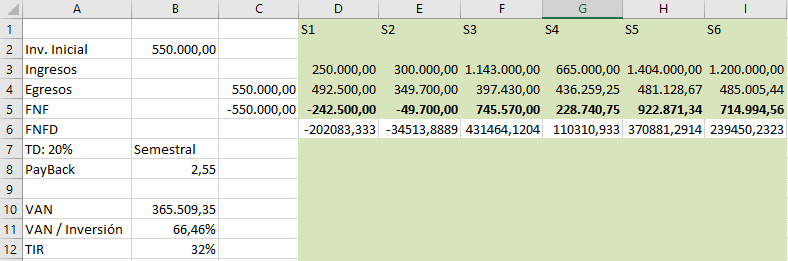 A B C D E F G H I
1 S1 S2 S3 S4 S5 S6
2 Inv. Inicial 550.000,00
3 Ingresos 250.000,00 300.000,00 1.143.000,00 665.000,00 1.404.000,00 1.200.000,00
4 Egresos 550.000,00 492.500,00 349.700,00 397.430,00 436.259,25 481.128,67 485.005,44
5 FNF -550.000,00 -242.500,00 -49.700,00 745.570,00 228.740,75 922.871,34 714.994,56
6 FNFD -202083,333 -34513,8889 431464,1204 110310,933 370881,2914 239450,2323
7 TD: 20% Semestral
8 PayBack 2,55
9
10 VAN 365.509,35
11 VAN / Inversión 66,46%
12 TIR 32%